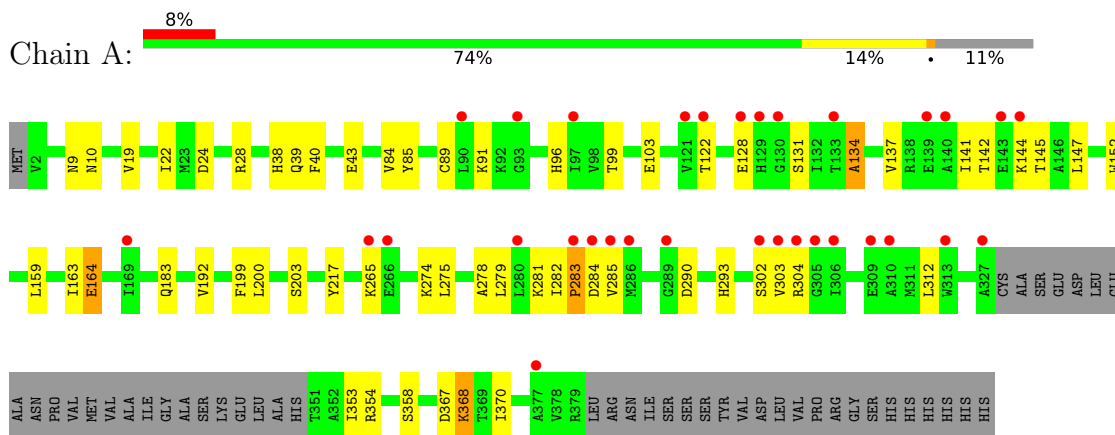 8%
Chain A:
74% 14% • 11%
MET V2 N9 N10 V19 I22 M23 D24 R28 H38 Q39 F40 E43 V84 Y85 C89 L90 K91 K92 G93 H96 I97 V98 T99 E103 V121 T122 E128 H129 G130 S131 I132 T133 A134 V137 R138 E139 A140 I141 T142 E143 K144 T145 A146 L147 W152
L159 I163 E164 I169 Q183 V192 F199 L200 S203 Y217 K265 E266 K274 L275 A278 L279 L280 K281 I282 P283 D284 V285 M286 G289 D290 H293 S302 V303 R304 G305 I306 E309 A310 M311 L312 W313 A327 CYS ALA SER GLU ASP LEU GLU
ALA ASN PRO VAL MET VAL ALA ILE GLY ALA SER LYS GLU LEU ALA HIS T351 A352 I353 R354 S358 D367 K368 T369 I370 A377 V378 R379 LEU ARG ASN ILE SER SER SER TYR VAL ASP LEU VAL PRO ARG GLY SER HIS HIS HIS HIS HIS HIS